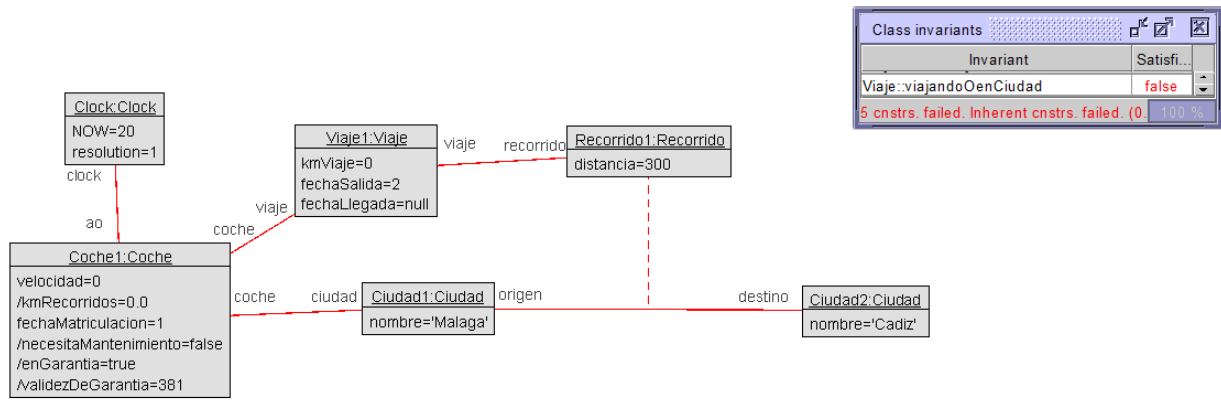 Class invariants
Invariant Satisfi...
Viaje::viajandoOenCiudad false
5 cnstrs. failed. Inherent cnstrs. failed. (0. 100 %
Clock:Clock
NOW=20
resolution=1
clock
ao
Viaje1:Viaje
kmViaje=0
fechaSalida=2
fechaLlegada=null
viaje
recorrido
Recorrido1:Recorrido
distancia=300
viaje
coche
Coche1:Coche
velocidad=0
/kmRecorridos=0.0
fechaMatriculacion=1
/necesitaMantenimiento=false
/enGarantia=true
/validezDeGarantia=381
coche
ciudad
Ciudad1:Ciudad
nombre='Malaga'
origen
destino
Ciudad2:Ciudad
nombre='Cadiz'